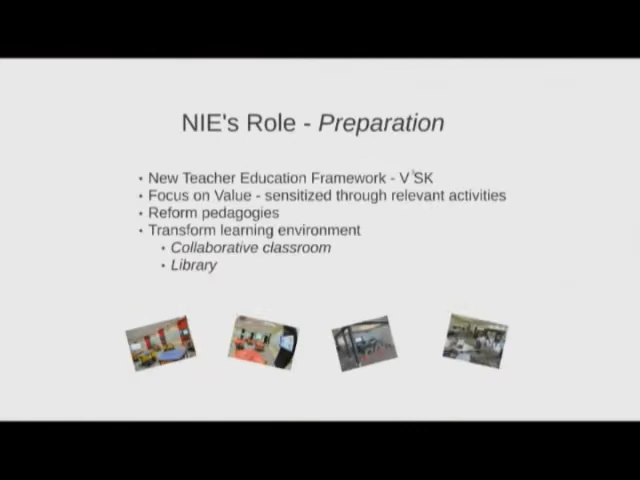 NIE's Role - Preparation
• New Teacher Education Framework - V³SK
• Focus on Value - sensitized through relevant activities
• Reform pedagogies
• Transform learning environment
• Collaborative classroom
• Library